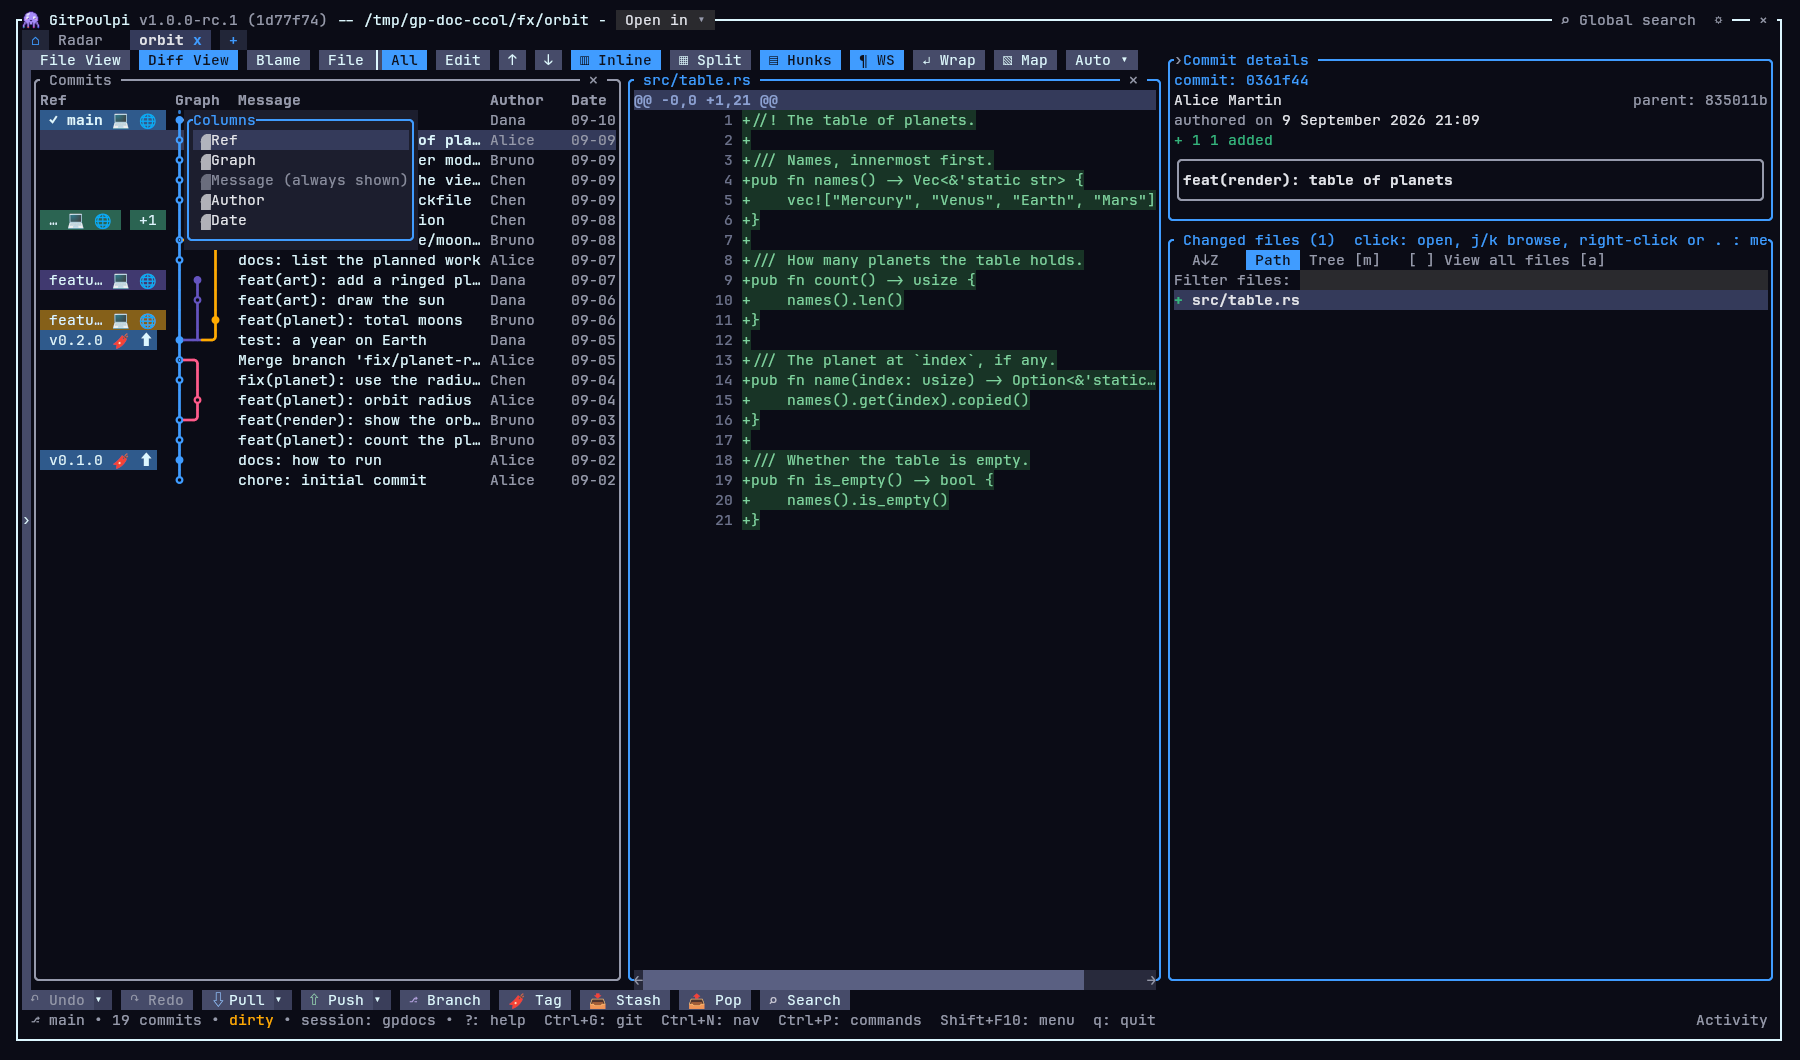 GitPoulpi v1.0.0-rc.1 (1d77f74) —— /tmp/gp-doc-ccol/fx/orbit - Open in ▾ ⌕ Global search ×
⌂ Radar orbit x +
File View Diff View Blame File All Edit ↑ ↓ ▥ Inline ▦ Split ▤ Hunks ¶ WS ↲ Wrap ▧ Map Auto ▾
Commits ×
Ref Graph Message Author Date
✓ main Dana 09-10
of pla… Alice 09-09
er mod… Bruno 09-09
he vie… Chen 09-09
ckfile Chen 09-09
… +1 ion Chen 09-08
e/moon… Bruno 09-08
docs: list the planned work Alice 09-07
featu… feat(art): add a ringed pl… Dana 09-07
feat(art): draw the sun Dana 09-06
featu… feat(planet): total moons Bruno 09-06
v0.2.0 test: a year on Earth Dana 09-05
Merge branch 'fix/planet-r… Alice 09-05
fix(planet): use the radiu… Chen 09-04
feat(planet): orbit radius Alice 09-04
feat(render): show the orb… Bruno 09-03
feat(planet): count the pl… Bruno 09-03
v0.1.0 docs: how to run Alice 09-02
chore: initial commit Alice 09-02
Columns
Ref
Graph
Message (always shown)
Author
Date
src/table.rs ×
@@ -0,0 +1,21 @@
1 +//! The table of planets.
2 +
3 +/// Names, innermost first.
4 +pub fn names() -> Vec<&'static str> {
5 +    vec!["Mercury", "Venus", "Earth", "Mars"]
6 +}
7 +
8 +/// How many planets the table holds.
9 +pub fn count() -> usize {
10 +    names().len()
11 +}
12 +
13 +/// The planet at `index`, if any.
14 +pub fn name(index: usize) -> Option<&'static…
15 +    names().get(index).copied()
16 +}
17 +
18 +/// Whether the table is empty.
19 +pub fn is_empty() -> bool {
20 +    names().is_empty()
21 +}
›Commit details
commit: 0361f44
Alice Martin parent: 835011b
authored on 9 September 2026 21:09
+ 1 1 added
feat(render): table of planets
Changed files (1) click: open, j/k browse, right-click or . : me
A↓Z Path Tree [m] [ ] View all files [a]
Filter files:
+ src/table.rs
›
↶ Undo ▾ ↷ Redo ⇩ Pull ▾ ⇧ Push ▾ Branch Tag Stash Pop ⌕ Search
main • 19 commits • dirty • session: gpdocs • ?: help Ctrl+G: git Ctrl+N: nav Ctrl+P: commands Shift+F10: menu q: quit Activity